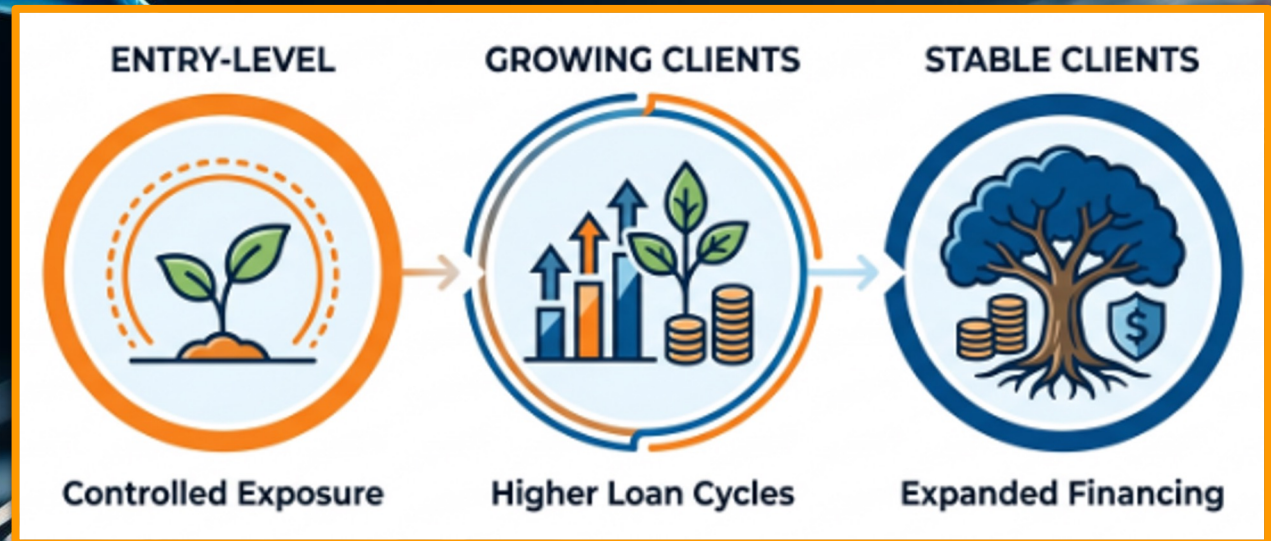 ENTRY-LEVEL
GROWING CLIENTS
STABLE CLIENTS
$
Controlled Exposure
Higher Loan Cycles
Expanded Financing